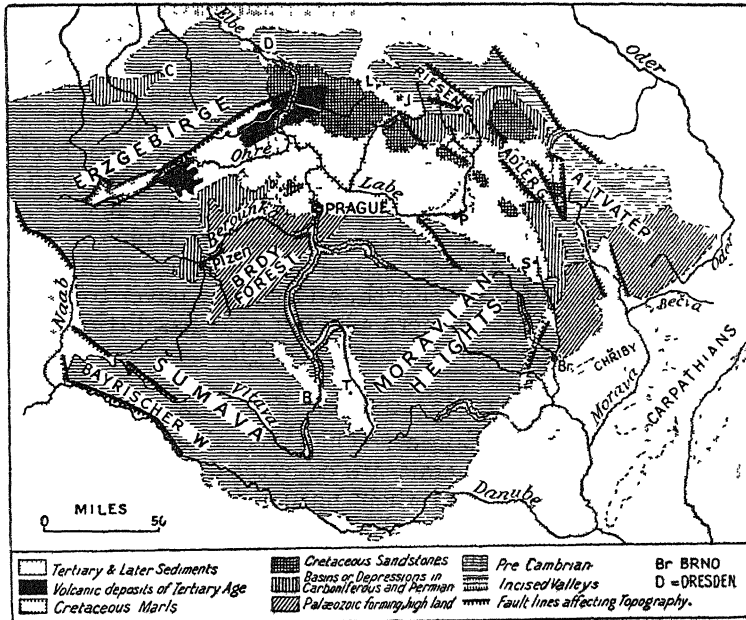 Elbe
D
C
Oder
RIESENG
L
J
ERZGEBIRGE
Ohre
ADLERG
ALTVATER
Labe
PRAGUE
P
Berounka
Plzen
BRDY
FOREST
S
Oder
Naab
MORAVIAN
HEIGHTS
Bečva
Br.
CHŘIBY
SUMAVA
Vltava
BAYRISCHER W.
B
T
Morava
CARPATHIANS
Danube
MILES
0 50
Tertiary & Later Sediments
Volcanic deposits of Tertiary Age
Cretaceous Marls
Cretaceous Sandstones
Basins or Depressions in
Carboniferous and Permian
Palæozoic forming high land
Pre Cambrian
Incised Valleys
Fault lines affecting Topography.
Br BRNO
D = DRESDEN